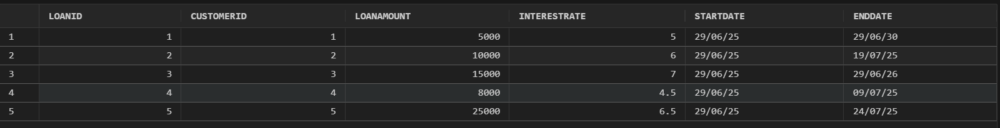 LOANID CUSTOMERID LOANAMOUNT INTERESTRATE STARTDATE ENDDATE
1 1 1 5000 5 29/06/25 29/06/30
2 2 2 10000 6 29/06/25 19/07/25
3 3 3 15000 7 29/06/25 29/06/26
4 4 4 8000 4.5 29/06/25 09/07/25
5 5 5 25000 6.5 29/06/25 24/07/25